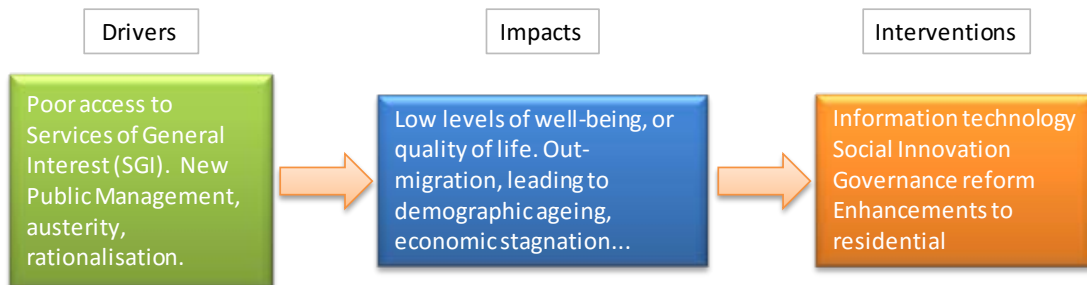 Drivers
Impacts
Interventions
Poor access to
Services of General
Interest (SGI).  New
Public Management,
austerity,
rationalisation.
Low levels of well-being, or
quality of life. Out-
migration, leading to
demographic ageing,
economic stagnation...
Information technology
Social Innovation
Governance reform
Enhancements to
residential